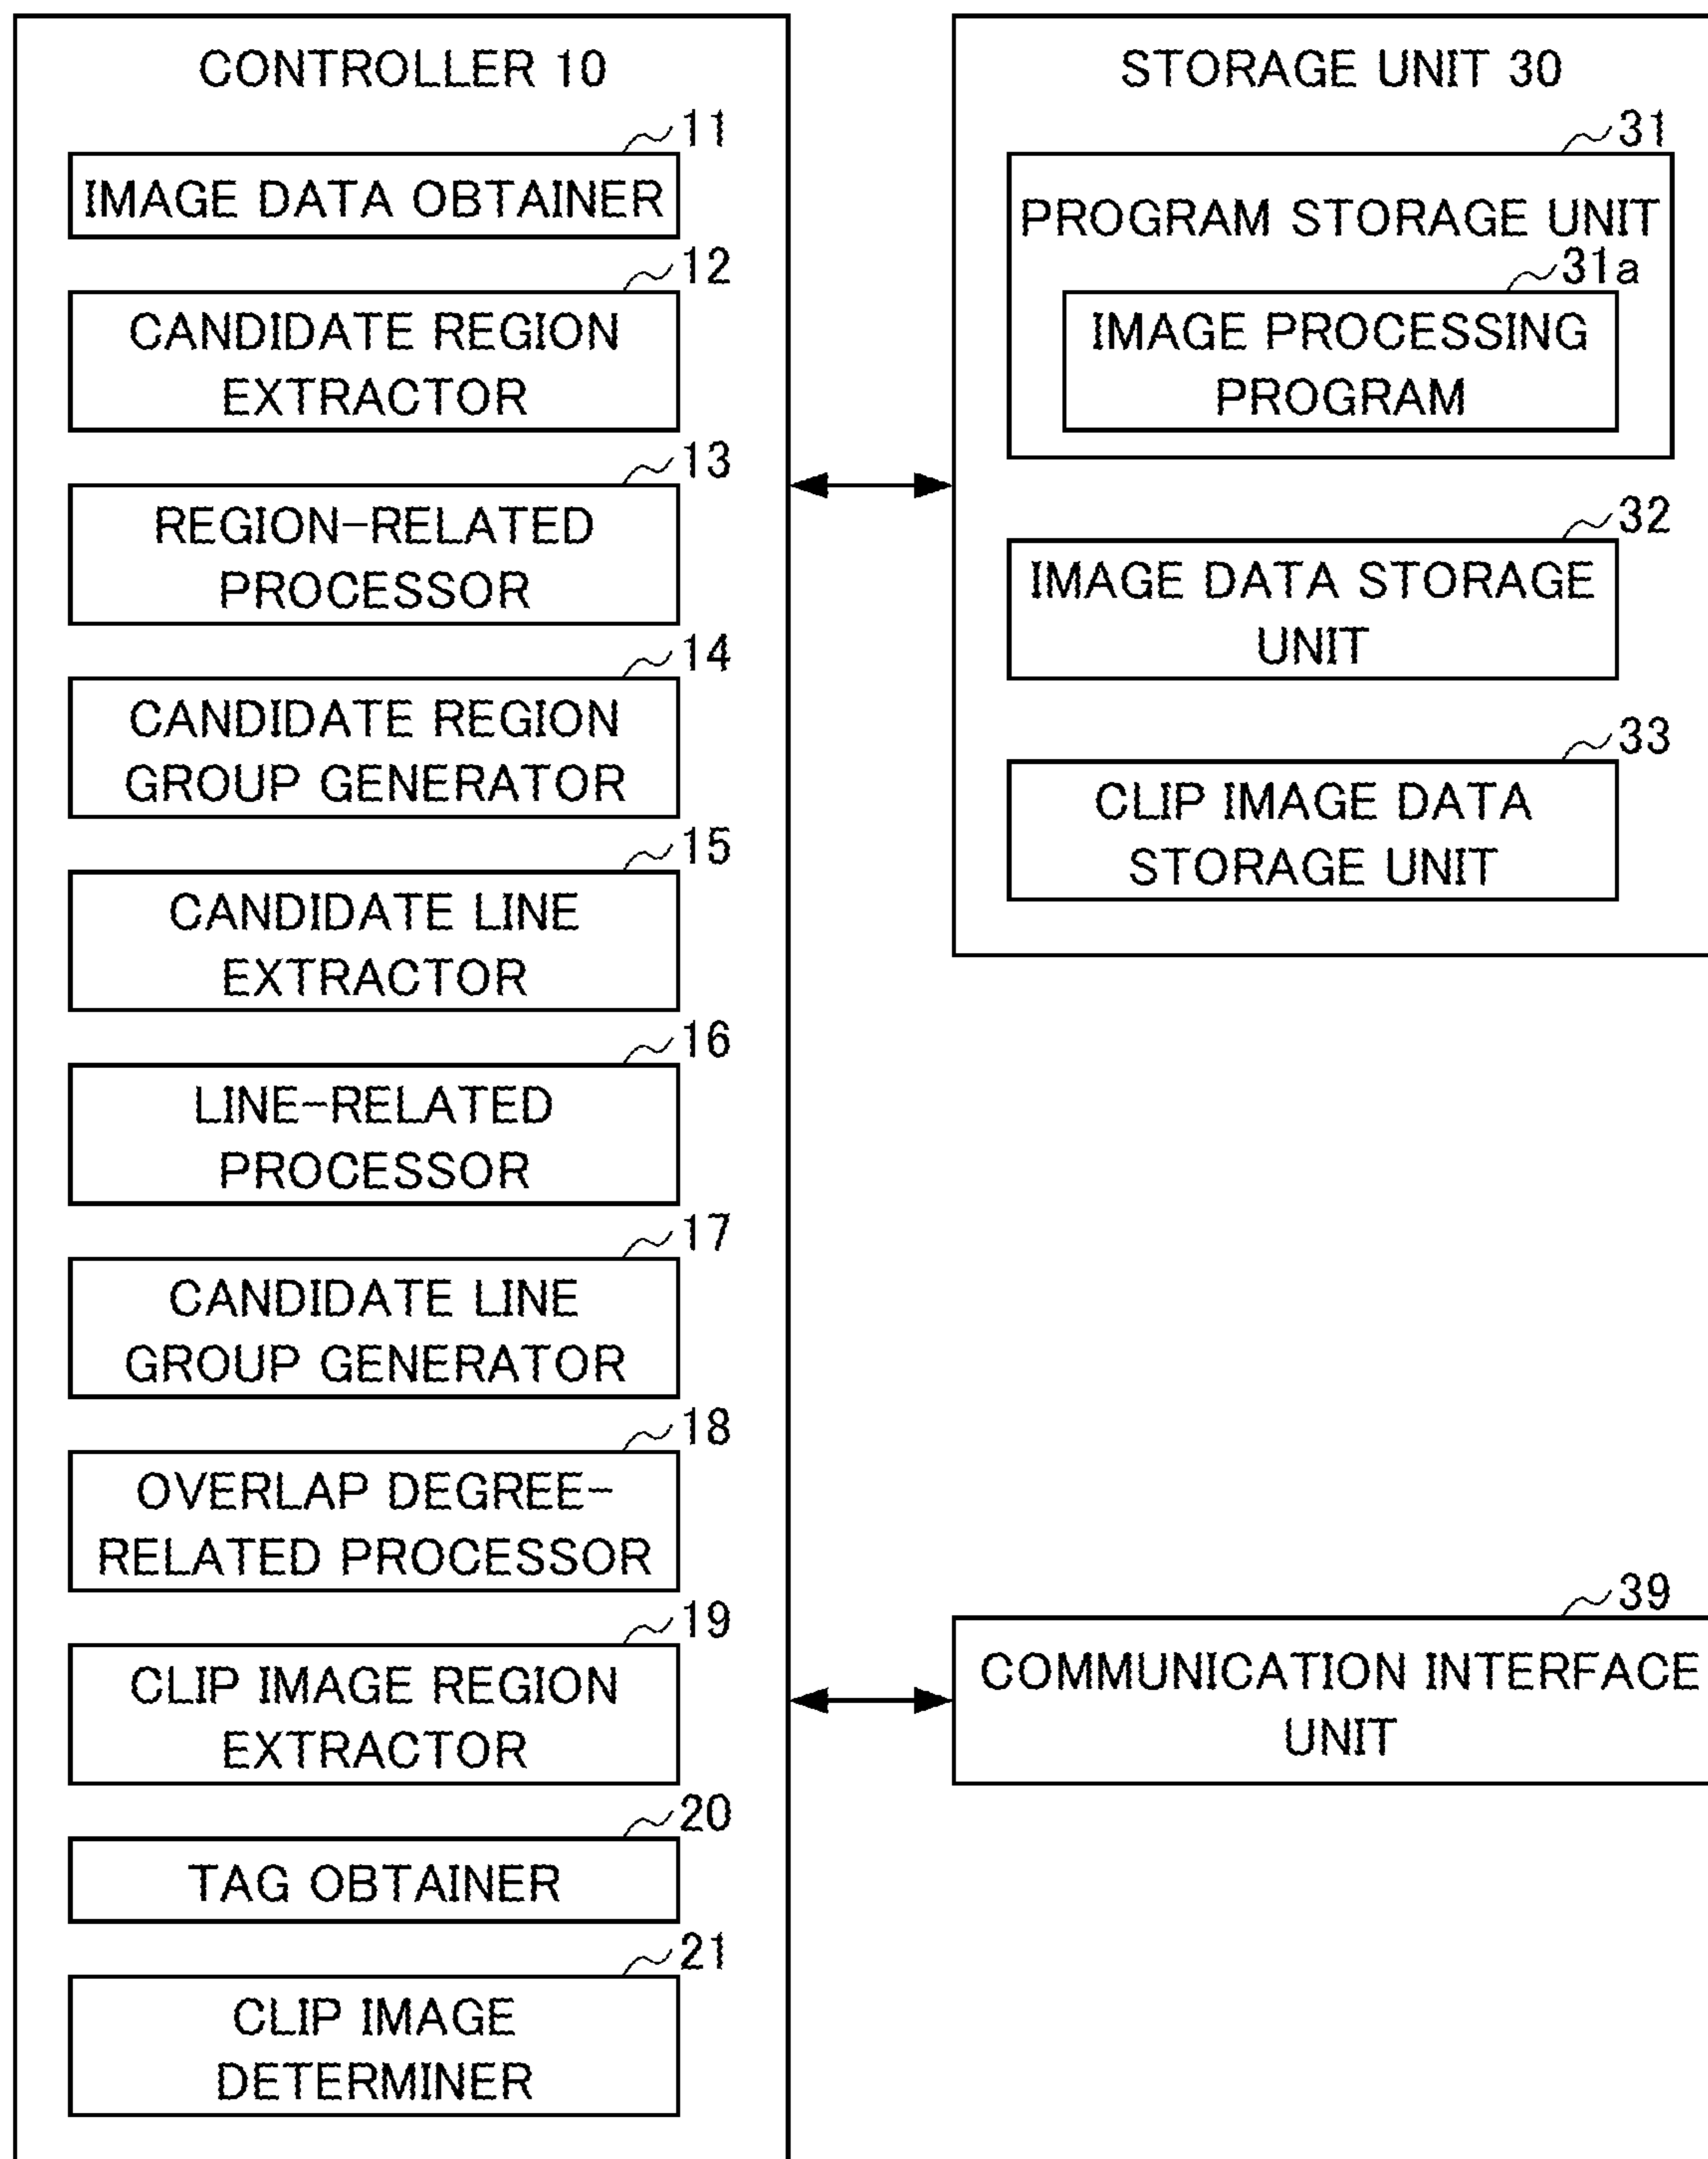 CONTROLLER 10
11
IMAGE DATA OBTAINER
12
CANDIDATE REGION
EXTRACTOR
13
REGION-RELATED
PROCESSOR
14
CANDIDATE REGION
GROUP GENERATOR
15
CANDIDATE LINE
EXTRACTOR
16
LINE-RELATED
PROCESSOR
17
CANDIDATE LINE
GROUP GENERATOR
18
OVERLAP DEGREE-
RELATED PROCESSOR
19
CLIP IMAGE REGION
EXTRACTOR
20
TAG OBTAINER
21
CLIP IMAGE
DETERMINER
STORAGE UNIT 30
31
PROGRAM STORAGE UNIT
31a
IMAGE PROCESSING
PROGRAM
32
IMAGE DATA STORAGE
UNIT
33
CLIP IMAGE DATA
STORAGE UNIT
39
COMMUNICATION INTERFACE
UNIT